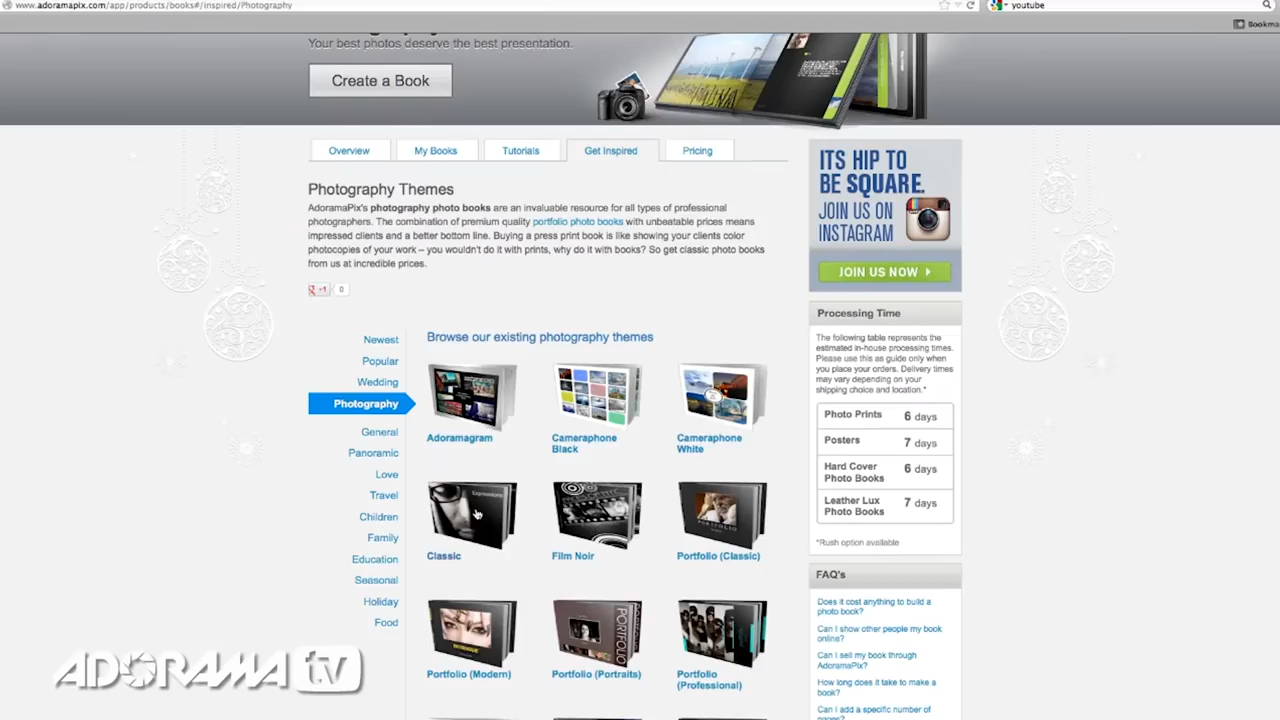 www.adoramapix.com/app/products/books#/inspired/Photography
youtube
Bookma
Your best photos deserve the best presentation.
Create a Book
Overview
My Books
Tutorials
Get Inspired
Pricing
Photography Themes
AdoramaPix's photography photo books are an invaluable resource for all types of professional
photographers. The combination of premium quality portfolio photo books with unbeatable prices means
impressed clients and a better bottom line. Buying a press print book is like showing your clients color
photocopies of your work – you wouldn't do it with prints, why do it with books? So get classic photo books
from us at incredible prices.
+1
0
Newest
Popular
Wedding
Photography
General
Panoramic
Love
Travel
Children
Family
Education
Seasonal
Holiday
Food
Browse our existing photography themes
Adoramagram
Cameraphone
Black
Cameraphone
White
Expressions
Classic
Film Noir
PORTFOLIO
Portfolio (Classic)
Portfolio (Modern)
PORTFOLIO
Portfolio (Portraits)
Portfolio
(Professional)
ITS HIP TO
BE SQUARE.
JOIN US ON
INSTAGRAM
JOIN US NOW
Processing Time
The following table represents the
estimated in-house processing times.
Please use this as guide only when
you place your orders. Delivery times
may vary depending on your
shipping choice and location.*
Photo Prints 6 days
Posters 7 days
Hard Cover
Photo Books 6 days
Leather Lux
Photo Books 7 days
*Rush option available
FAQ's
Does it cost anything to build a
photo book?
Can I show other people my book
online?
Can I sell my book through
AdoramaPix?
How long does it take to make a
book?
Can I add a specific number of
pages?
ADORAMA tv